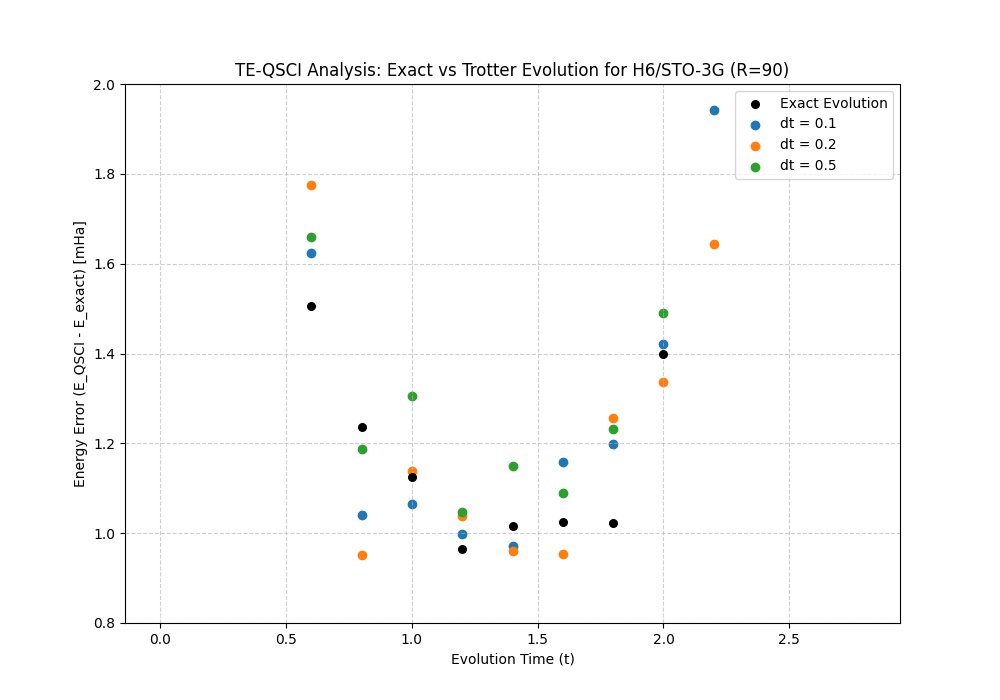 TE-QSCI Analysis: Exact vs Trotter Evolution for H6/STO-3G (R=90)
Exact Evolution
dt = 0.1
dt = 0.2
dt = 0.5
Energy Error (E_QSCI - E_exact) [mHa]
2.0
1.8
1.6
1.4
1.2
1.0
0.8
0.0 0.5 1.0 1.5 2.0 2.5
Evolution Time (t)